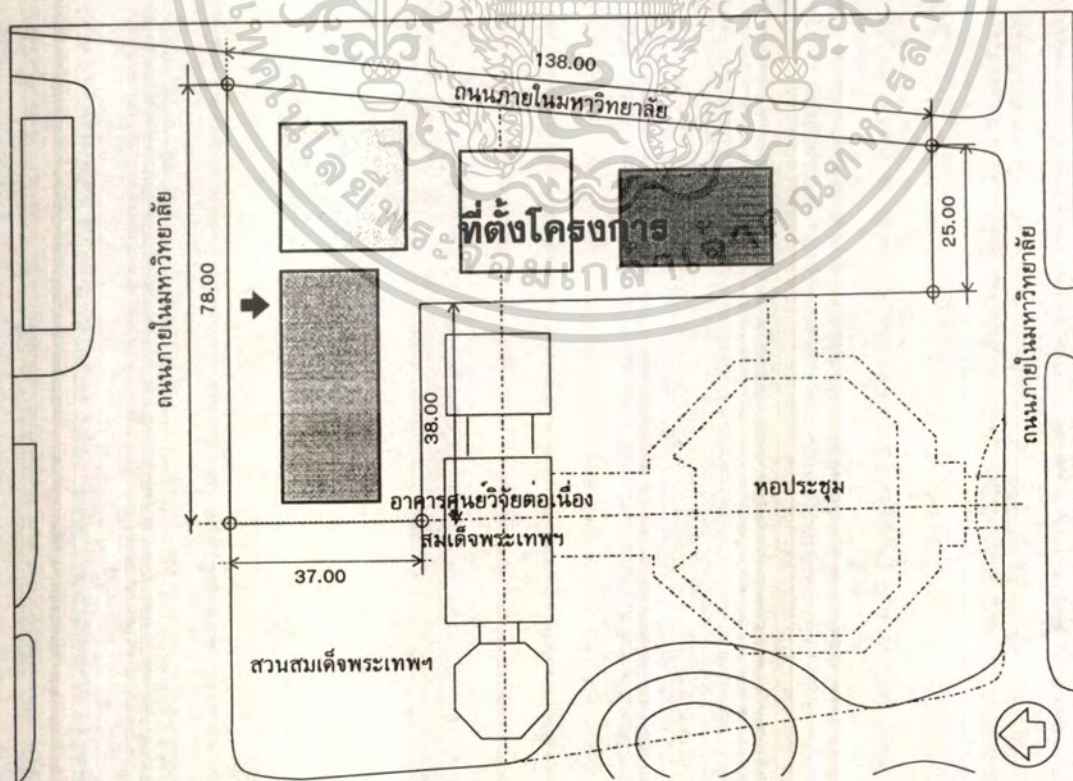 138.00
ถนนภายในมหาวิทยาลัย
ถนนภายในมหาวิทยาลัย
78.00
ที่ตั้งโครงการ
25.00
ถนนภายในมหาวิทยาลัย
38.00
อาคารศูนย์วิจัยต่อเนื่อง
สมเด็จพระเทพฯ
หอประชุม
37.00
สวนสมเด็จพระเทพฯ